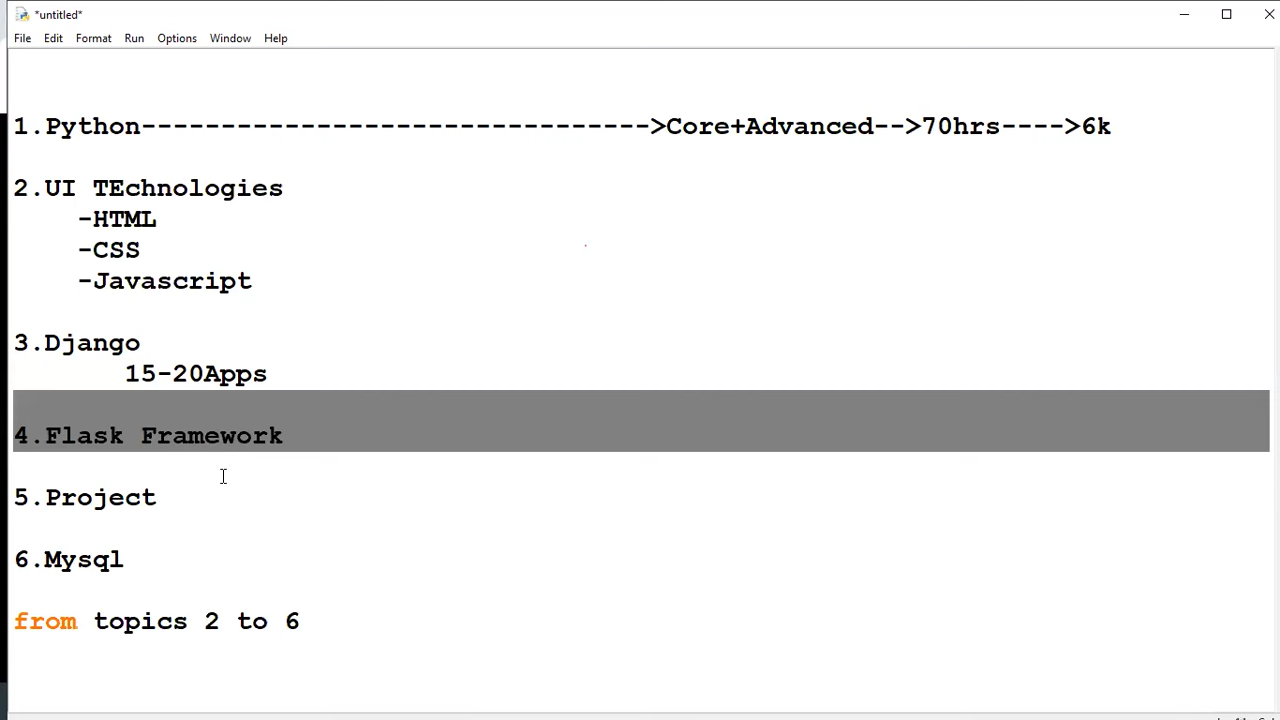 *untitled*
File Edit Format Run Options Window Help
1.Python-------------------------------->Core+Advanced-->70hrs---->6k
2.UI TEchnologies
-HTML
-CSS
-Javascript
3.Django
15-20Apps
4.Flask Framework
5.Project
6.Mysql
from topics 2 to 6